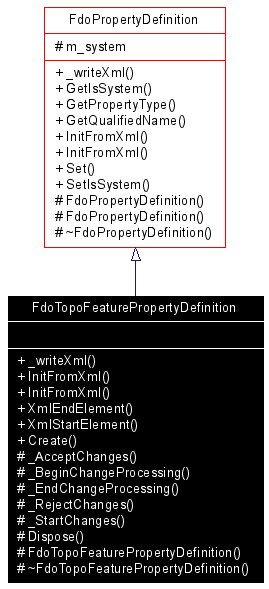 FdoPropertyDefinition
# m_system
+ _writeXml()
+ GetIsSystem()
+ GetPropertyType()
+ GetQualifiedName()
+ InitFromXml()
+ InitFromXml()
+ Set()
+ SetIsSystem()
# FdoPropertyDefinition()
# FdoPropertyDefinition()
# ~FdoPropertyDefinition()
FdoTopoFeaturePropertyDefinition
+ _writeXml()
+ InitFromXml()
+ InitFromXml()
+ XmlEndElement()
+ XmlStartElement()
+ Create()
# _AcceptChanges()
# _BeginChangeProcessing()
# _EndChangeProcessing()
# _RejectChanges()
# _StartChanges()
# Dispose()
# FdoTopoFeaturePropertyDefinition()
# ~FdoTopoFeaturePropertyDefinition()